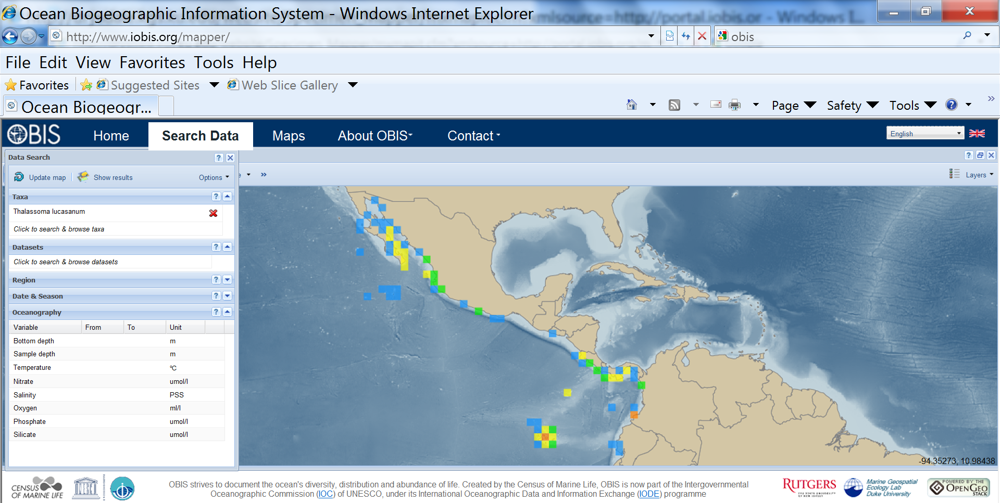 Ocean Biogeographic Information System - Windows Internet Explorer
mlsource=http://portal.iobis.or - Windows I...
http://www.iobis.org/mapper/
obis
File Edit View Favorites Tools Help
Favorites Suggested Sites Web Slice Gallery
Ocean Biogeogr...
Page Safety Tools
OBIS Home Search Data Maps About OBIS Contact English
Data Search
Update map Show results Options
e
Layers
Taxa
Thalassoma lucasanum
Click to search & browse taxa
Datasets
Click to search & browse datasets
Region
Date & Season
Oceanography
Variable From To Unit
Bottom depth m
Sample depth m
Temperature °C
Nitrate umol/l
Salinity PSS
Oxygen ml/l
Phosphate umol/l
Silicate umol/l
-94.35273, 10.98438
CENSUS
OF MARINE LIFE
UNESCO
OBIS strives to document the ocean's diversity, distribution and abundance of life. Created by the Census of Marine Life, OBIS is now part of the Intergovernmental
Oceanographic Commission (IOC) of UNESCO, under its International Oceanographic Data and Information Exchange (IODE) programme
RUTGERS
THE STATE UNIVERSITY
OF NEW JERSEY
Marine Geospatial
Ecology Lab
Duke University
POWERED BY THE
OPENGEO
STACK